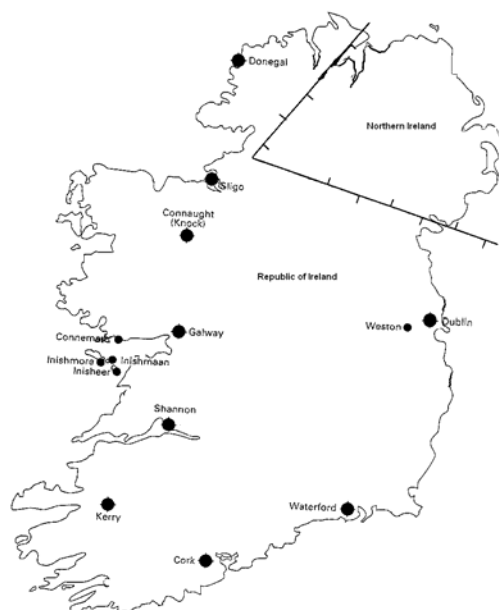 Donegal
Northern Ireland
Sligo
Connaught
(Knock)
Republic of Ireland
Galway
Weston
Dublin
Connemara
Inishmore
Inishmaan
Inisheer
Shannon
Kerry
Waterford
Cork